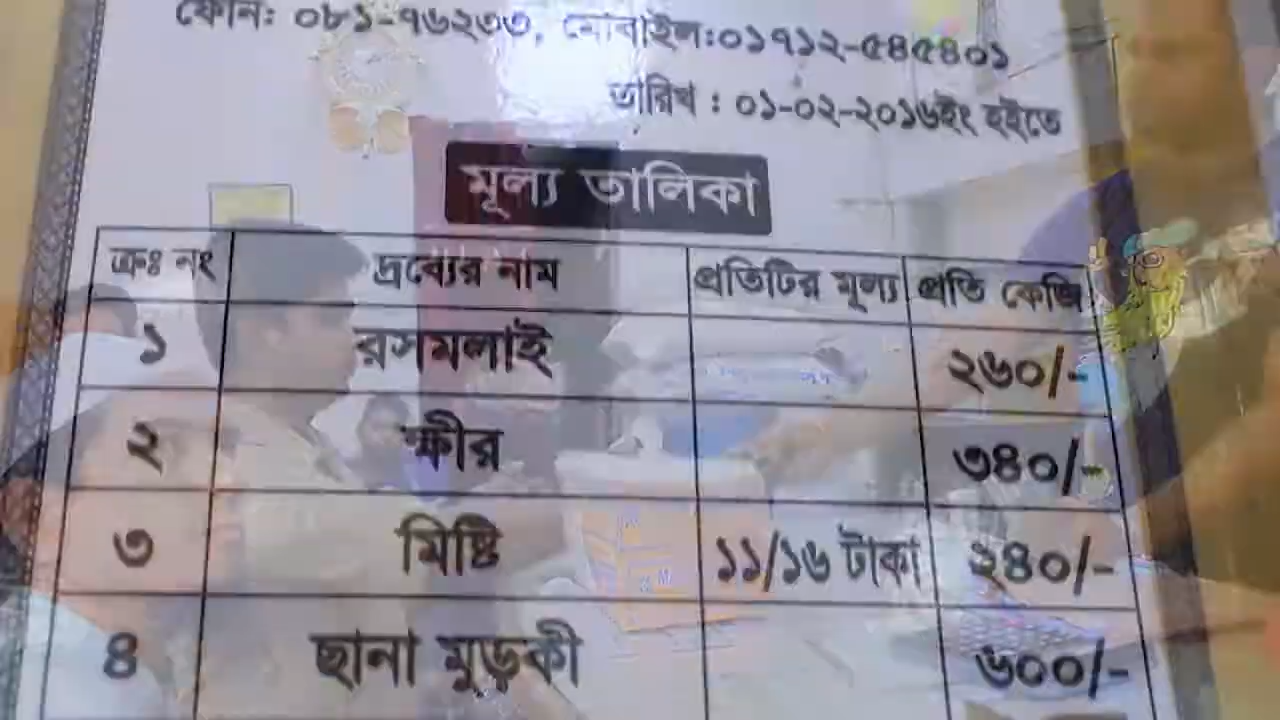 ফোন: ০৮১-৭৬২৩৩, মোবাইল:০১৭১২-৫৪৫৪০১
তারিখ : ০১-০২-২০১৬ইং হইতে
মূল্য তালিকা
ক্রঃ নং দ্রব্যের নাম প্রতিটির মূল্য প্রতি কেজি
১ রসমলাই ২৬০/-
২ ক্ষীর ৩৪০/-
৩ মিষ্টি ১১/১৬ টাকা ২৪০/-
৪ ছানা মুড়কী ৬০০/-